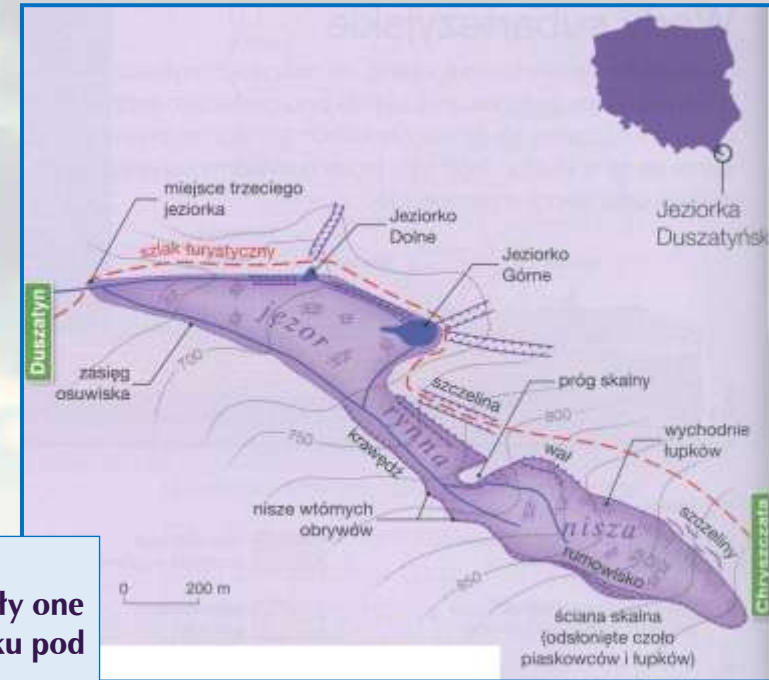 Jeziorka
Duszatyńsk
miejsce trzeciego
jeziorka
Jeziorko
Dolne
szlak turystyczny
Jeziorko
Górne
Duszatyn
jęzor
zasięg
osuwiska
700
szczelina
próg skalny
800
rynna
wał
wychodnie
łupków
750
krawędź
szczeliny
nisze wtórnych
obrywów
nisza
rumowisko
850
Chryszczata
0 200 m
ściana skalna
(odsłonięte czoło
piaskowców i łupków)
ły one
ku pod